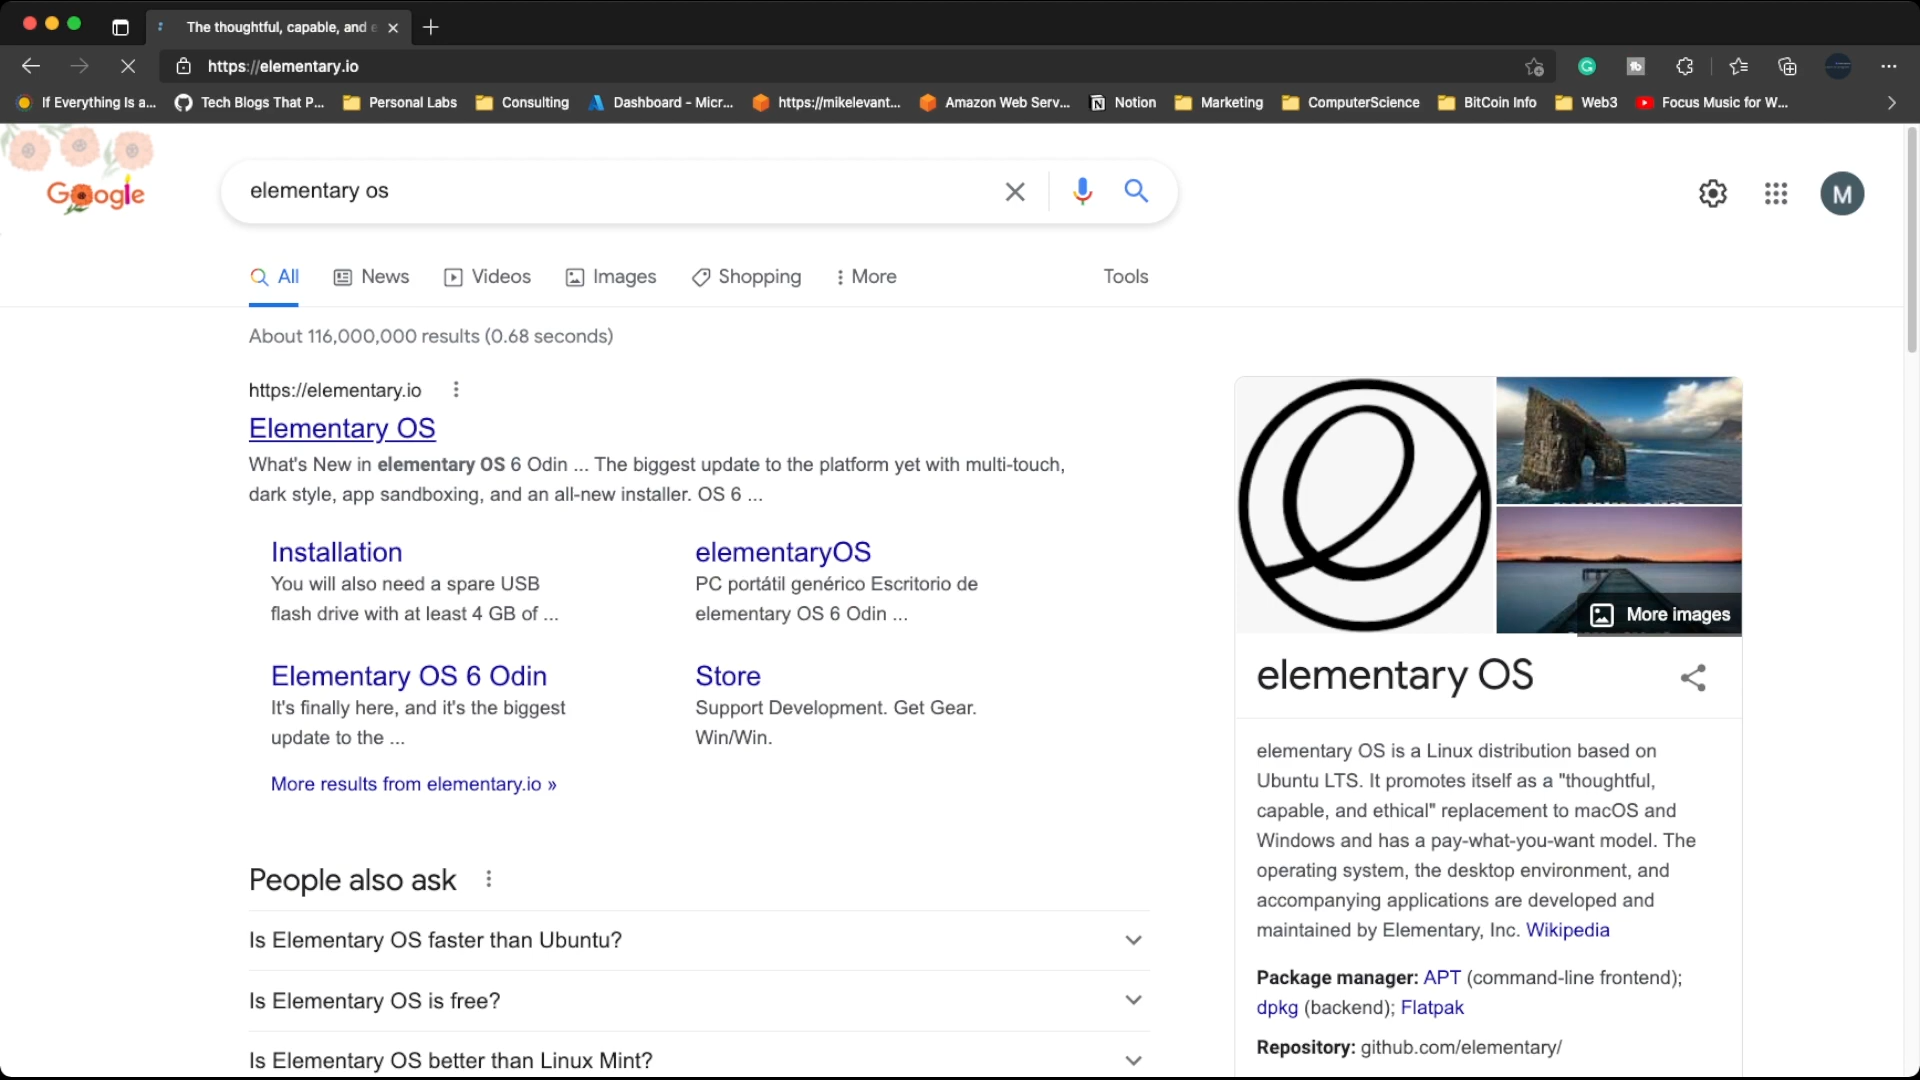 The thoughtful, capable, and e
https://elementary.io
If Everything Is a...
Tech Blogs That P...
Personal Labs
Consulting
Dashboard - Micr...
https://mikelevant...
Amazon Web Serv...
Notion
Marketing
ComputerScience
BitCoin Info
Web3
Focus Music for W...
Google
elementary os
M
All
News
Videos
Images
Shopping
More
Tools
About 116,000,000 results (0.68 seconds)
https://elementary.io
Elementary OS
What's New in elementary OS 6 Odin ... The biggest update to the platform yet with multi-touch,
dark style, app sandboxing, and an all-new installer. OS 6 ...
Installation
You will also need a spare USB
flash drive with at least 4 GB of ...
elementaryOS
PC portátil genérico Escritorio de
elementary OS 6 Odin ...
Elementary OS 6 Odin
It's finally here, and it's the biggest
update to the ...
Store
Support Development. Get Gear.
Win/Win.
More results from elementary.io »
People also ask
Is Elementary OS faster than Ubuntu?
Is Elementary OS is free?
Is Elementary OS better than Linux Mint?
More images
elementary OS
elementary OS is a Linux distribution based on
Ubuntu LTS. It promotes itself as a "thoughtful,
capable, and ethical" replacement to macOS and
Windows and has a pay-what-you-want model. The
operating system, the desktop environment, and
accompanying applications are developed and
maintained by Elementary, Inc. Wikipedia
Package manager: APT (command-line frontend);
dpkg (backend); Flatpak
Repository: github.com/elementary/